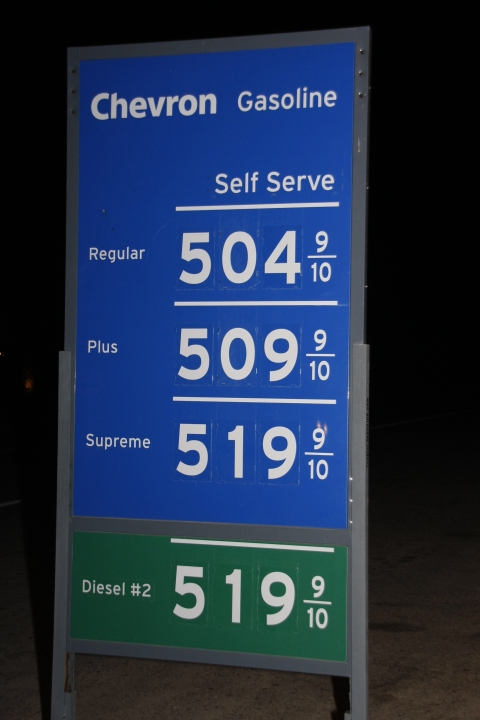 Chevron Gasoline
Self Serve
Regular 504 9/10
Plus 509 9/10
Supreme 519 9/10
Diesel #2 519 9/10